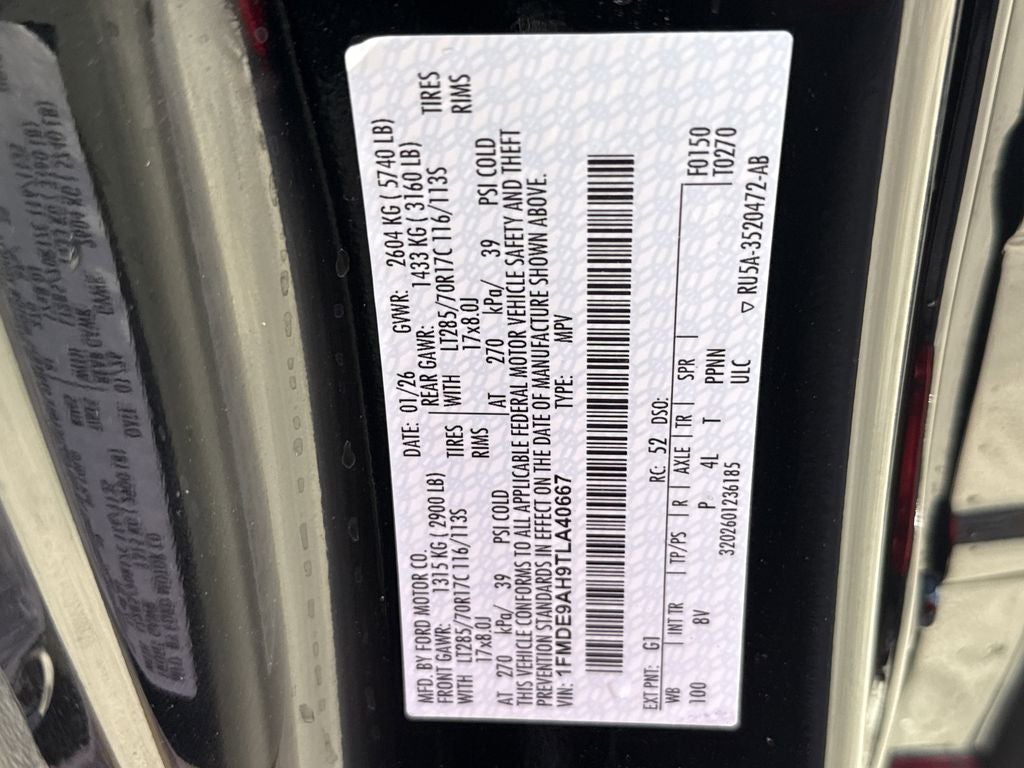 MFD. BY FORD MOTOR CO.
DATE: 01/26 GVWR: 2604 KG ( 5740 LB)
FRONT GAWR: 1315 KG ( 2900 LB)
REAR GAWR: 1433 KG ( 3160 LB)
WITH LT285/70R17C 116/113S TIRES
17x8.0J RIMS
WITH LT285/70R17C 116/113S TIRES
17x8.0J RIMS
AT 270 kPa/ 39 PSI COLD
AT 270 kPa/ 39 PSI COLD
THIS VEHICLE CONFORMS TO ALL APPLICABLE FEDERAL MOTOR VEHICLE SAFETY AND THEFT
PREVENTION STANDARDS IN EFFECT ON THE DATE OF MANUFACTURE SHOWN ABOVE.
VIN: 1FMDE9AH9TLA40667 TYPE: MPV
EXT PNT: G1 RC: 52 DSO:
WB INT TR TP/PS R AXLE TR SPR F0150
100 8V P 4L T PPNN T0270
3202601236185 ULC
RU5A-3520472-AB